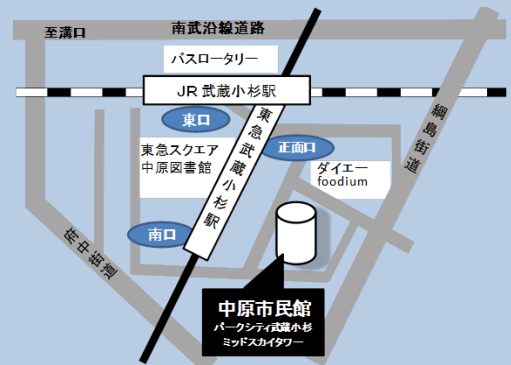 至溝口
南武沿線道路
バスロータリー
JR 武蔵小杉駅
東口
東急武蔵小杉駅
正面口
綱島街道
東急スクエア
中原図書館
ダイエー
foodium
南口
府中街道
中原市民館
パークシティ武蔵小杉
ミッドスカイタワー